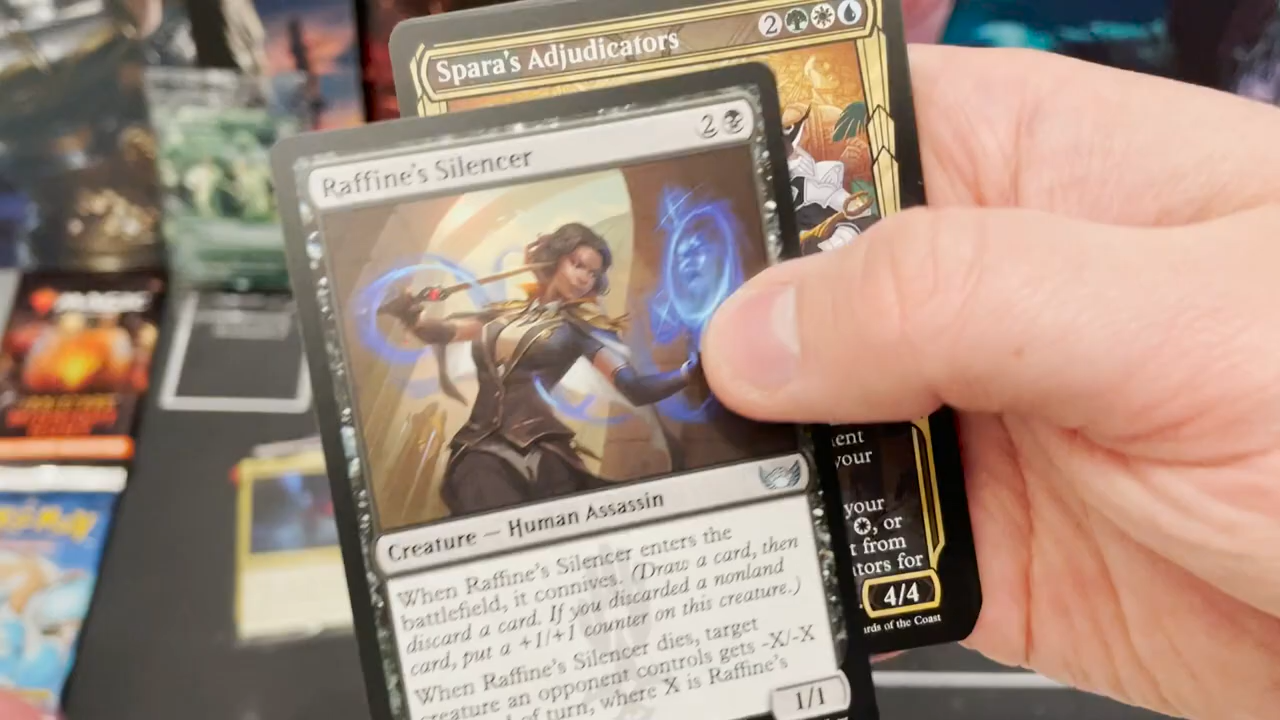 Spara's Adjudicators
2
Raffine's Silencer
2
MAGIC
Creature — Human Assassin
When Raffine's Silencer enters the
battlefield, it connives. (Draw a card, then
discard a card. If you discarded a nonland
card, put a +1/+1 counter on this creature.)
When Raffine's Silencer dies, target
creature an opponent controls gets -X/-X
of turn, where X is Raffine's
1/1
your
your
, or
from
for
4/4
of the Coast